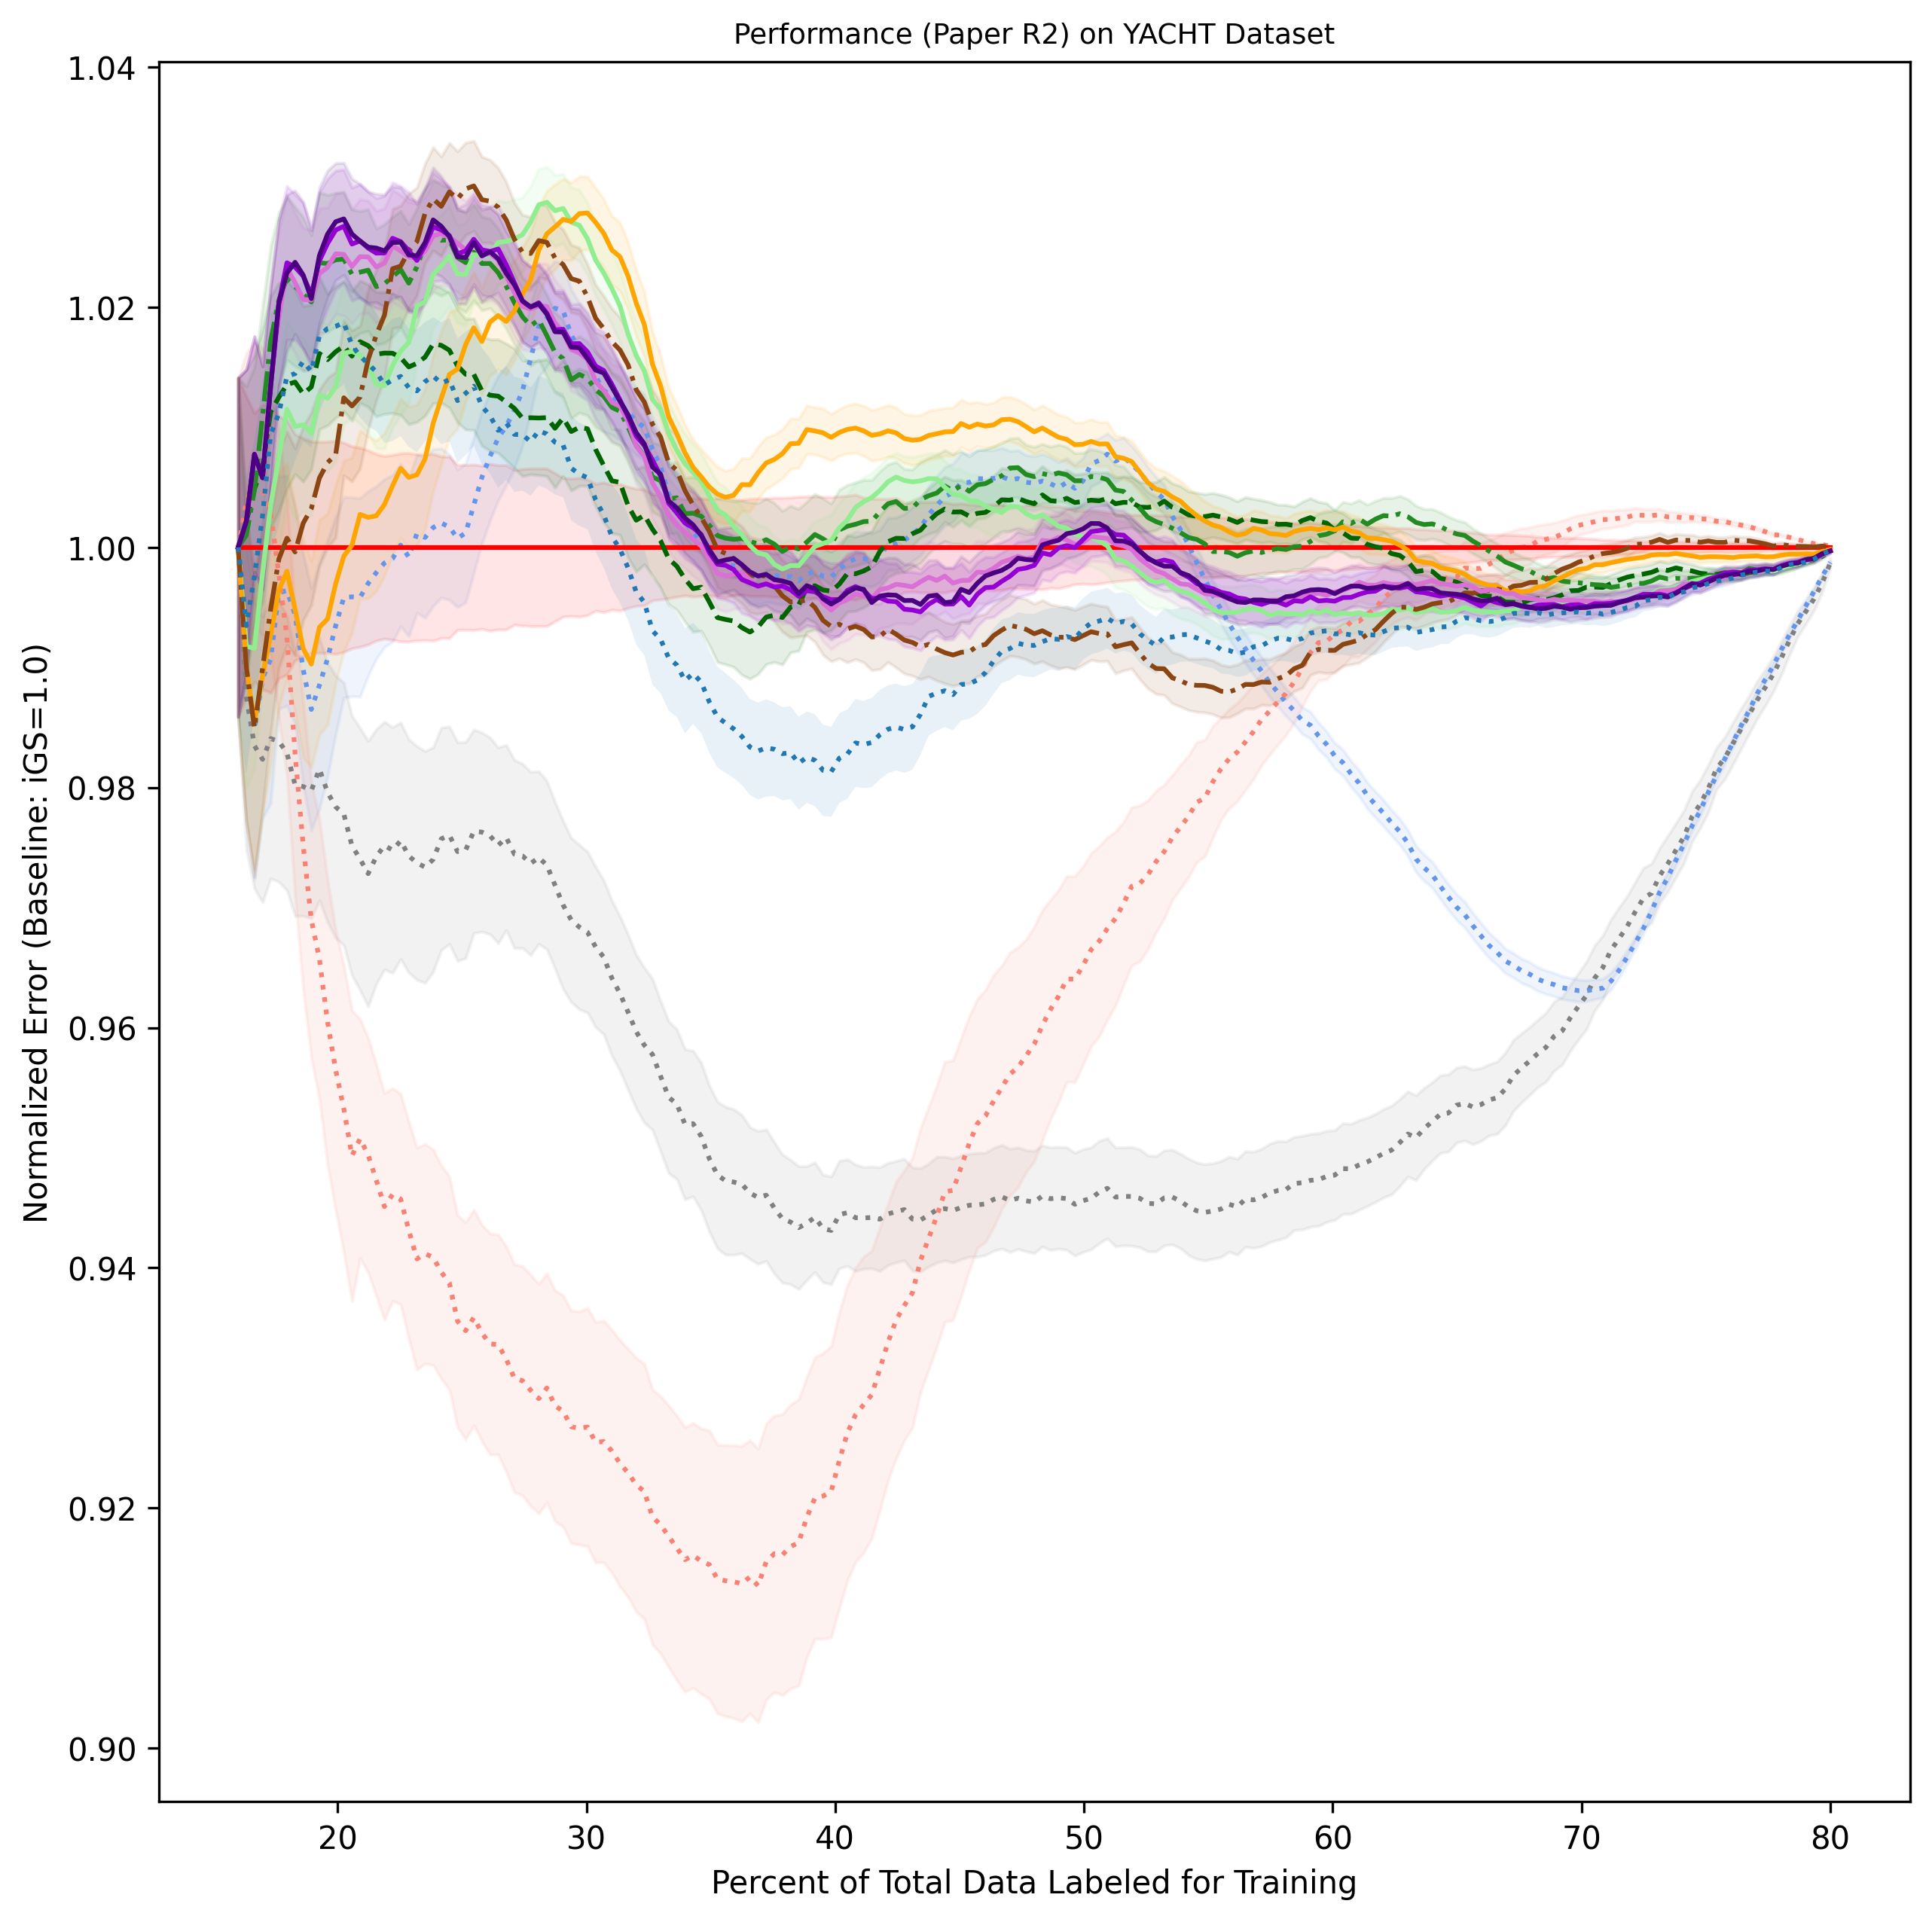 Performance (Paper R2) on YACHT Dataset
Normalized Error (Baseline: iGS=1.0)
1.04
1.02
1.00
0.98
0.96
0.94
0.92
0.90
20 30 40 50 60 70 80
Percent of Total Data Labeled for Training